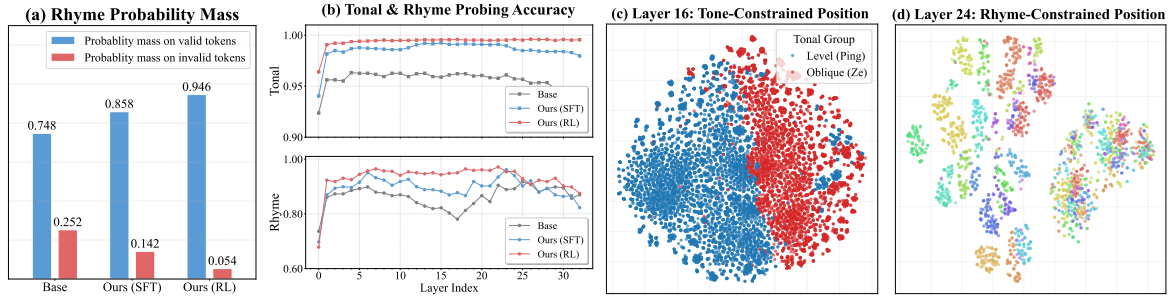 (a) Rhyme Probability Mass
Probablity mass on valid tokens
Probablity mass on invalid tokens
0.748
0.252
0.858
0.142
0.946
0.054
Base
Ours (SFT)
Ours (RL)
(b) Tonal & Rhyme Probing Accuracy
Tonal
1.00
0.95
0.90
Base
Ours (SFT)
Ours (RL)
Rhyme
1.00
0.80
0.60
Base
Ours (SFT)
Ours (RL)
0 5 10 15 20 25 30
Layer Index
(c) Layer 16: Tone-Constrained Position
Tonal Group
Level (Ping)
Oblique (Ze)
(d) Layer 24: Rhyme-Constrained Position